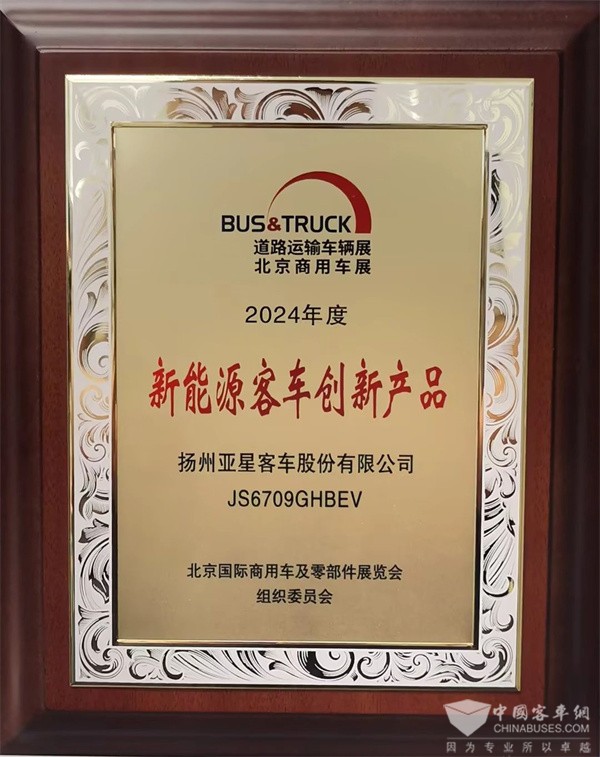 BUS&TRUCK
道路运输车辆展
北京商用车展
2024年度
新能源客车创新产品
扬州亚星客车股份有限公司
JS6709GHBEV
北京国际商用车及零部件展览会
组织委员会
中國客车網
CHINABUSES.COM
因为专业所以卓越